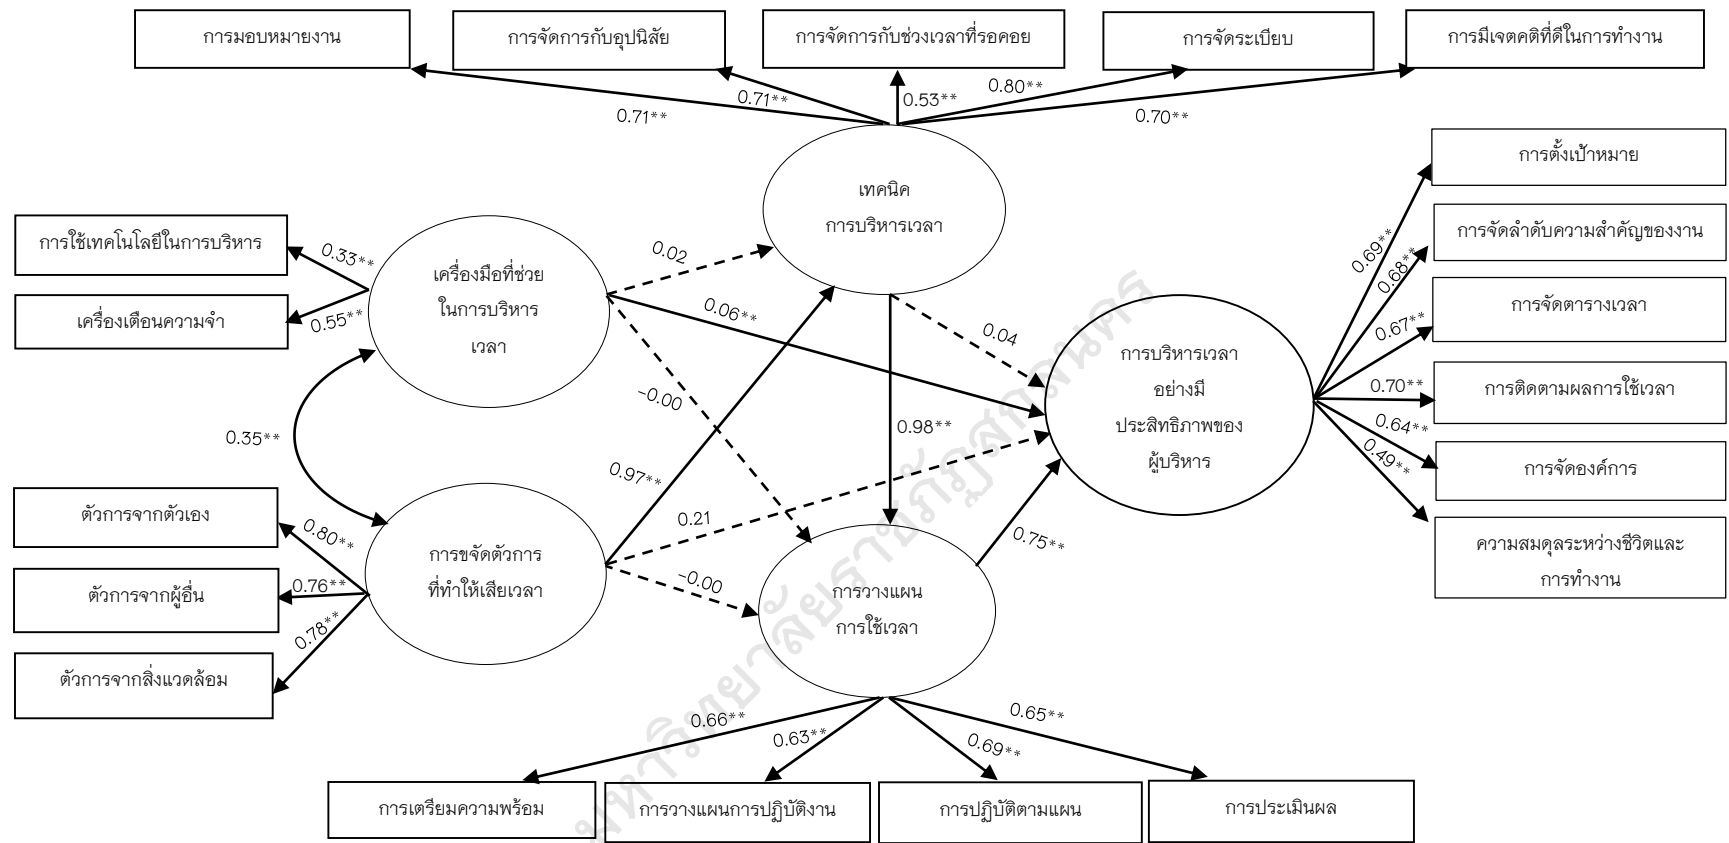 การมอบหมายงาน
การจัดการกับอุปนิสัย
การจัดการกับช่วงเวลาที่รอคอย
การจัดระเบียบ
การมีเจตคติที่ดีในการทำงาน
0.71**
0.71**
0.53**
0.80**
0.70**
เทคนิค
การบริหารเวลา
การใช้เทคโนโลยีในการบริหาร
เครื่องเตือนความจำ
0.33**
0.55**
เครื่องมือที่ช่วย
ในการบริหาร
เวลา
0.02
0.06**
-0.00
0.04
0.98**
0.35**
0.97**
0.21
-0.00
0.75**
การบริหารเวลา
อย่างมี
ประสิทธิภาพของ
ผู้บริหาร
การตั้งเป้าหมาย
การจัดลำดับความสำคัญของงาน
การจัดตารางเวลา
การติดตามผลการใช้เวลา
การจัดองค์การ
ความสมดุลระหว่างชีวิตและ
การทำงาน
0.69**
0.68**
0.67**
0.70**
0.64**
0.49**
ตัวการจากตัวเอง
ตัวการจากผู้อื่น
ตัวการจากสิ่งแวดล้อม
0.80**
0.76**
0.78**
การขจัดตัวการ
ที่ทำให้เสียเวลา
การวางแผน
การใช้เวลา
0.66**
0.63**
0.69**
0.65**
การเตรียมความพร้อม
การวางแผนการปฏิบัติงาน
การปฏิบัติตามแผน
การประเมินผล
มหาวิทยาลัยราชภัฏสกลนคร